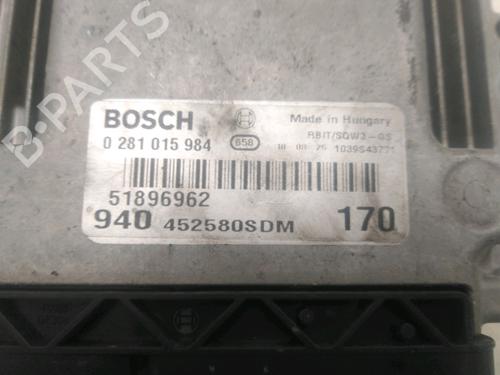 BOSCH
Made in Hungary
0 281 015 984
658
51896962
940 452580SDM 170
B-PARTS